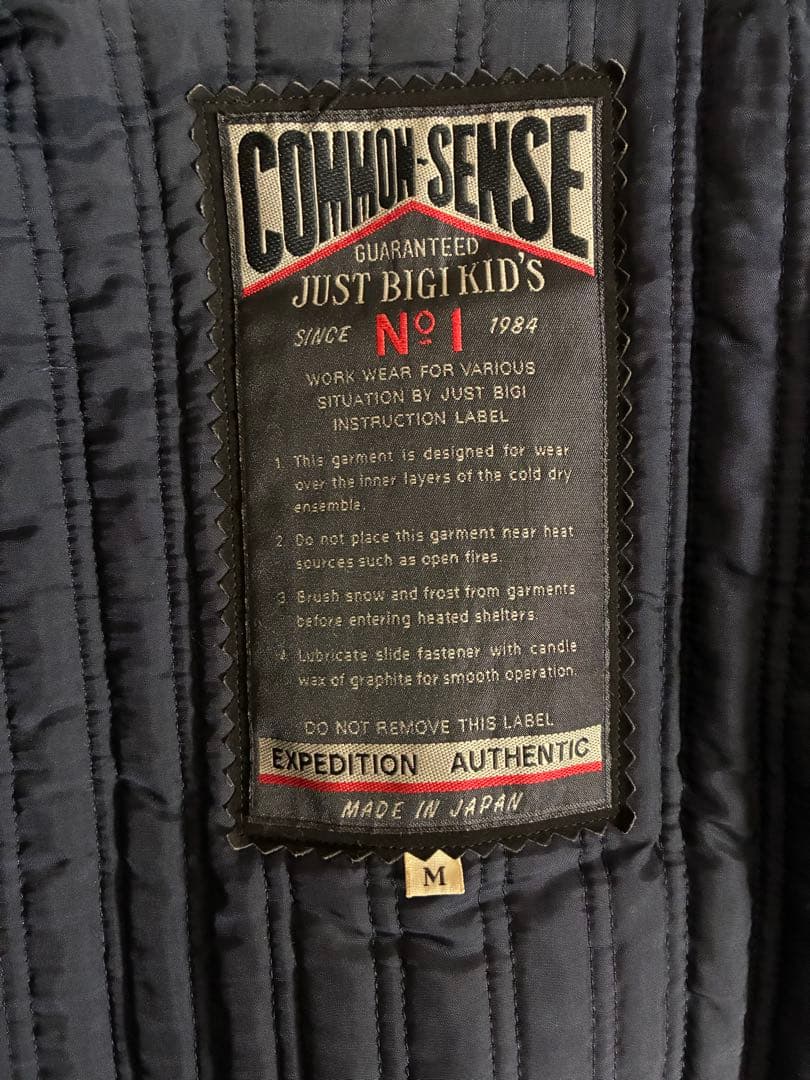 COMMON-SENSE
GUARANTEED
JUST BIGI KID'S
SINCE Nº1 1984
WORK WEAR FOR VARIOUS
SITUATION BY JUST BIGI
INSTRUCTION LABEL
1. This garment is designed for wear
over the inner layers of the cold dry
ensemble.
2. Do not place this garment near heat
sources such as open fires.
3. Brush snow and frost from garments
before entering heated shelters.
4. Lubricate slide fastener with candle
wax of graphite for smooth operation.
DO NOT REMOVE THIS LABEL
EXPEDITION AUTHENTIC
MADE IN JAPAN
M